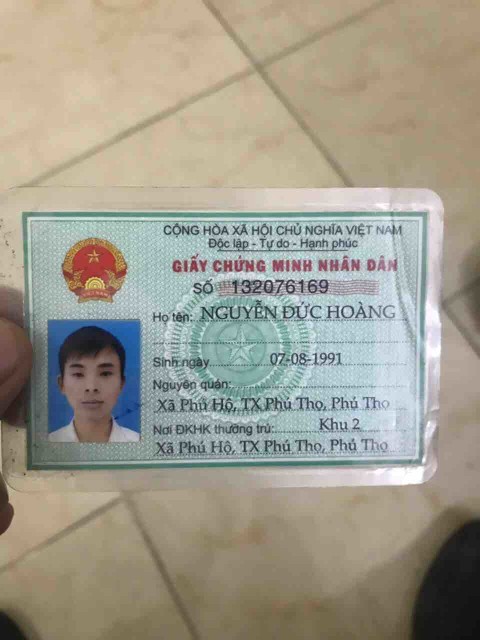 CỘNG HÒA XÃ HỘI CHỦ NGHĨA VIỆT NAM
Độc lập - Tự do - Hạnh phúc
GIẤY CHỨNG MINH NHÂN DÂN
SỐ 132076169
Họ tên: NGUYỄN ĐỨC HOÀNG
Sinh ngày 07-08-1991
Nguyên quán:
Xã Phú Hộ, TX Phú Thọ, Phú Thọ
Nơi ĐKHK thường trú: Khu 2
Xã Phú Hộ, TX Phú Thọ, Phú Thọ
VIỆT NAM